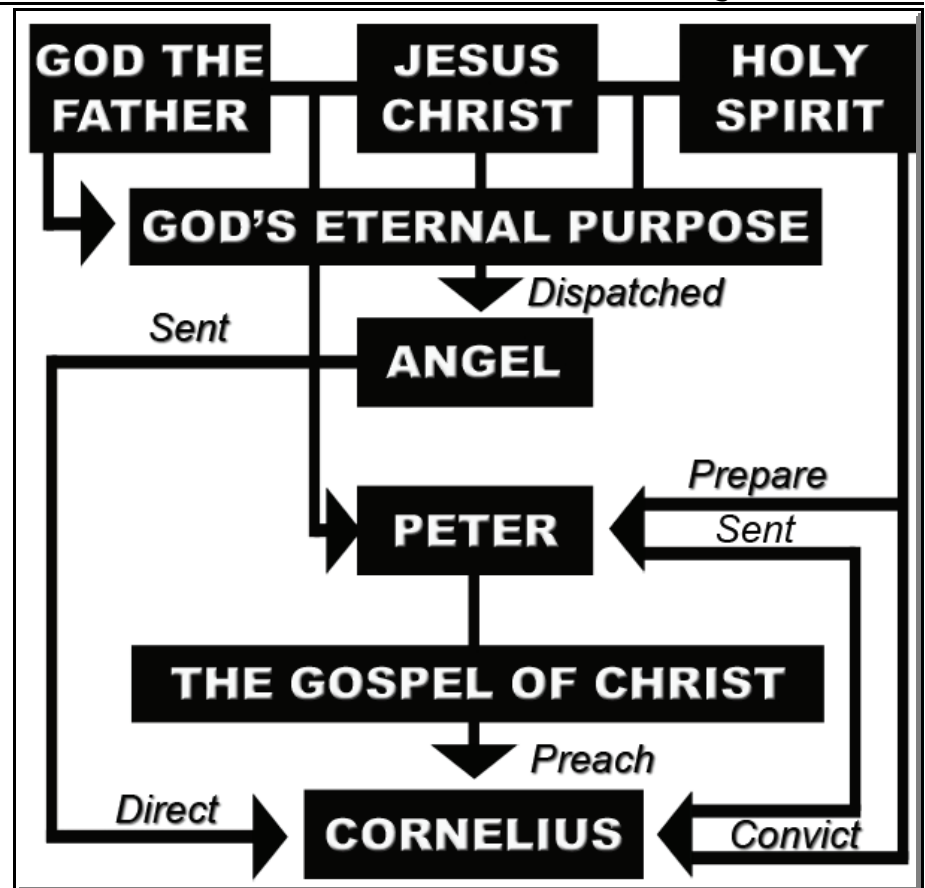 GOD THE
FATHER
JESUS
CHRIST
HOLY
SPIRIT
GOD'S ETERNAL PURPOSE
Dispatched
Sent
ANGEL
Prepare
PETER
Sent
THE GOSPEL OF CHRIST
Preach
Direct
CORNELIUS
Convict